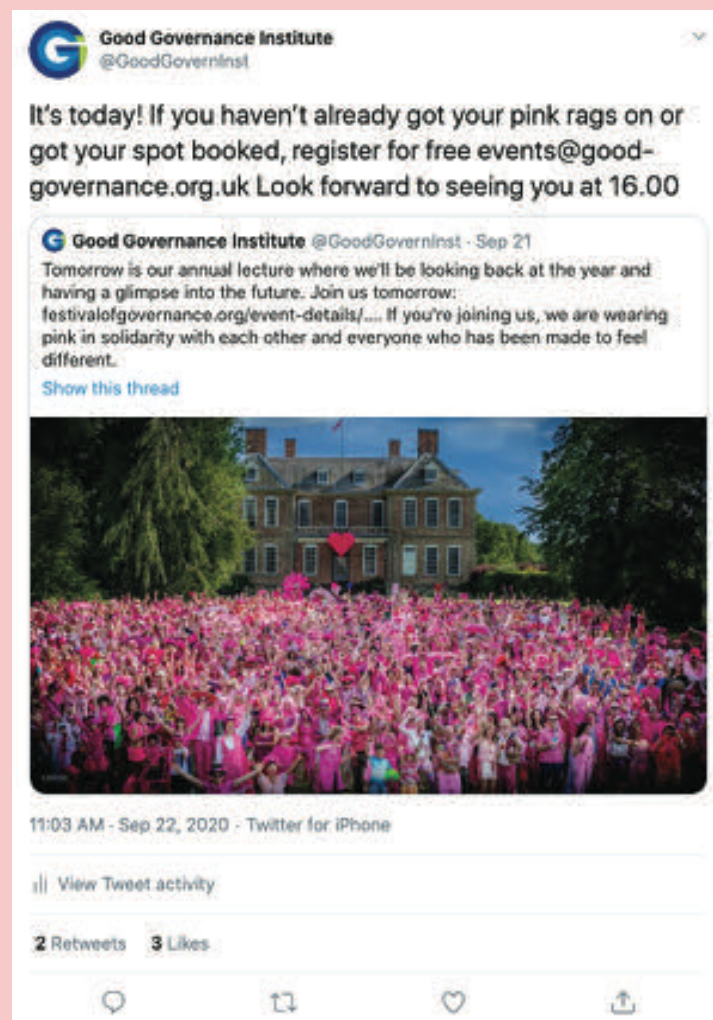 Good Governance Institute
@GoodGovernInst
It's today! If you haven't already got your pink rags on or
got your spot booked, register for free events@good-
governance.org.uk Look forward to seeing you at 16.00
Good Governance Institute @GoodGovernInst · Sep 21
Tomorrow is our annual lecture where we'll be looking back at the year and
having a glimpse into the future. Join us tomorrow:
festivalofgovernance.org/event-details/.... If you're joining us, we are wearing
pink in solidarity with each other and everyone who has been made to feel
different.
Show this thread
11:03 AM · Sep 22, 2020 · Twitter for iPhone
View Tweet activity
2 Retweets 3 Likes